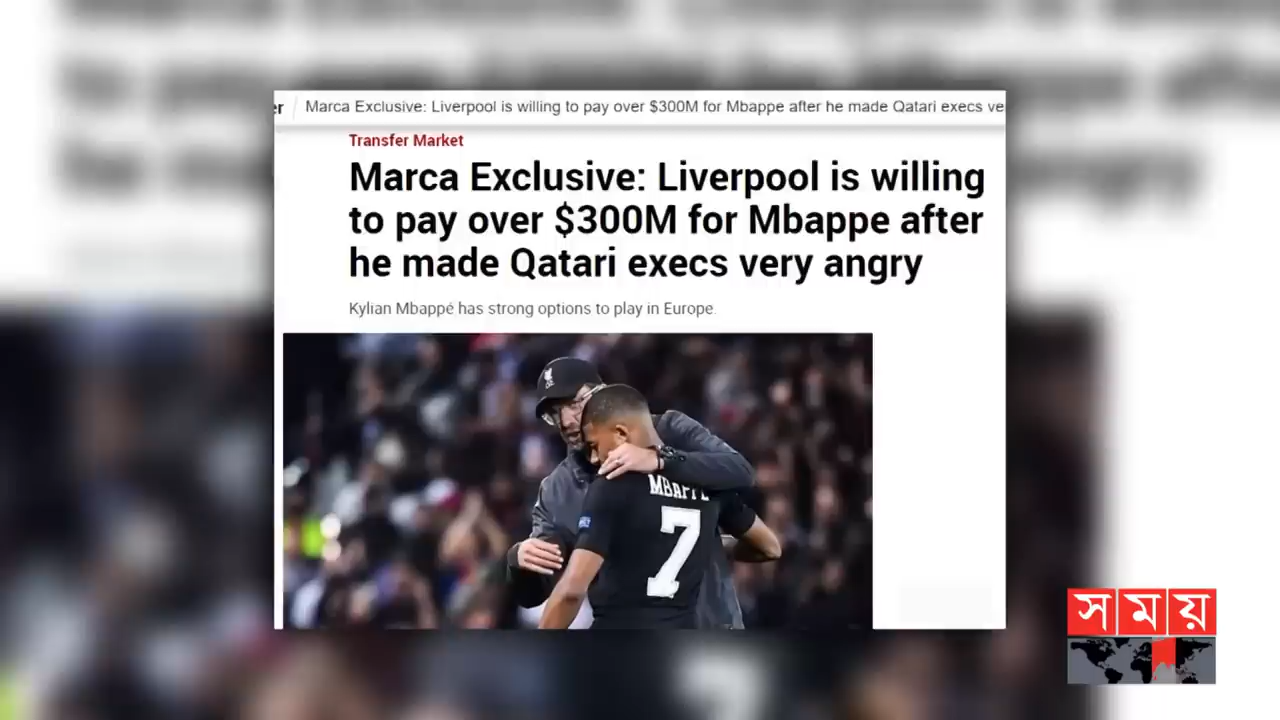 er
Marca Exclusive: Liverpool is willing to pay over $300M for Mbappe after he made Qatari execs ve
Transfer Market
Marca Exclusive: Liverpool is willing
to pay over $300M for Mbappe after
he made Qatari execs very angry
Kylian Mbappé has strong options to play in Europe.
MBAPPE
7
সময়